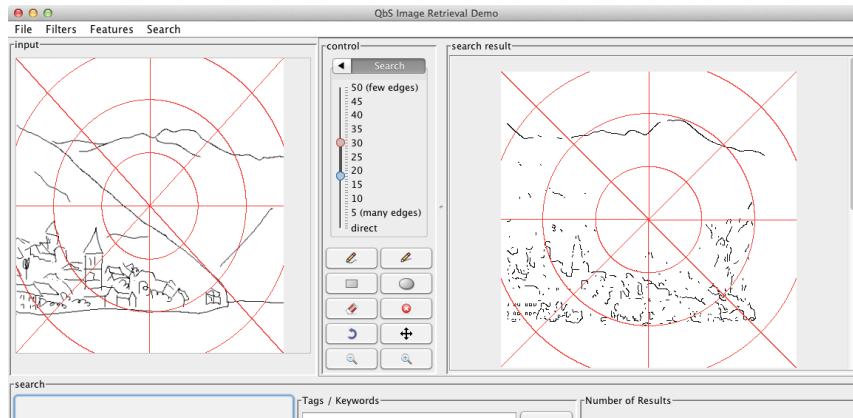 QbS Image Retrieval Demo
File Filters Features Search
input
control
search result
Search
50 (few edges)
45
40
35
30
25
20
15
10
5 (many edges)
direct
search
Tags / Keywords
Number of Results